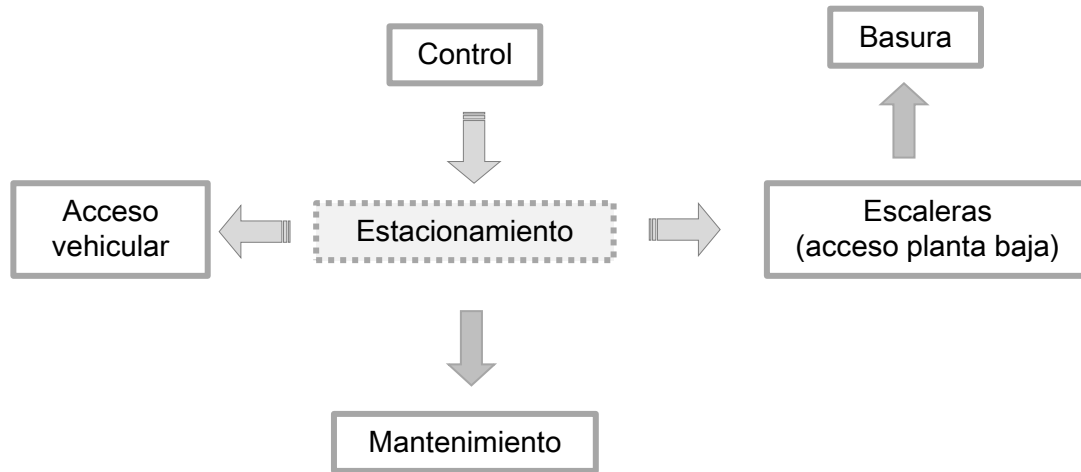 Control
Basura
Acceso
vehicular
Estacionamiento
Escaleras
(acceso planta baja)
Mantenimiento